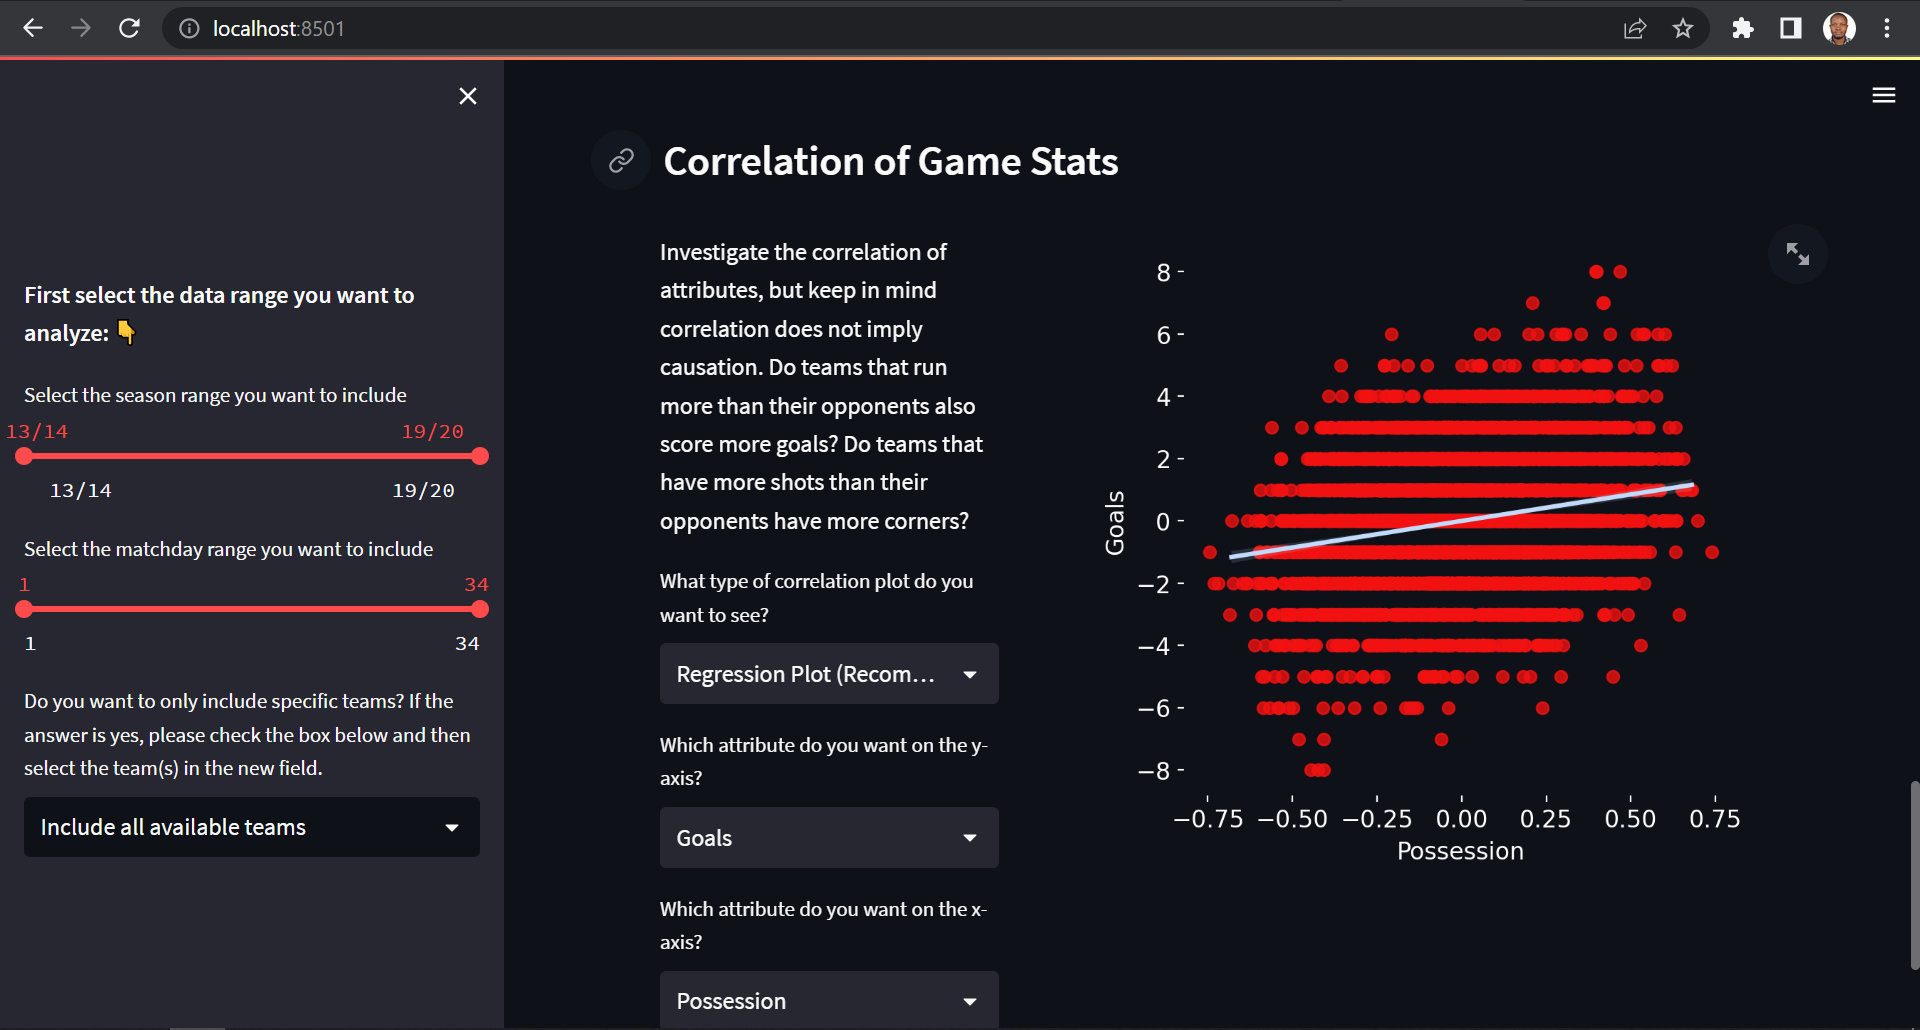 localhost:8501
First select the data range you want to
analyze: 👇
Select the season range you want to include
13/14 19/20
13/14 19/20
Select the matchday range you want to include
1 34
1 34
Do you want to only include specific teams? If the
answer is yes, please check the box below and then
select the team(s) in the new field.
Include all available teams
Correlation of Game Stats
Investigate the correlation of
attributes, but keep in mind
correlation does not imply
causation. Do teams that run
more than their opponents also
score more goals? Do teams that
have more shots than their
opponents have more corners?
What type of correlation plot do you
want to see?
Regression Plot (Recom...
Which attribute do you want on the y-
axis?
Goals
Which attribute do you want on the x-
axis?
Possession
8
6
4
2
0
−2
−4
−6
−8
Goals
−0.75 −0.50 −0.25 0.00 0.25 0.50 0.75
Possession